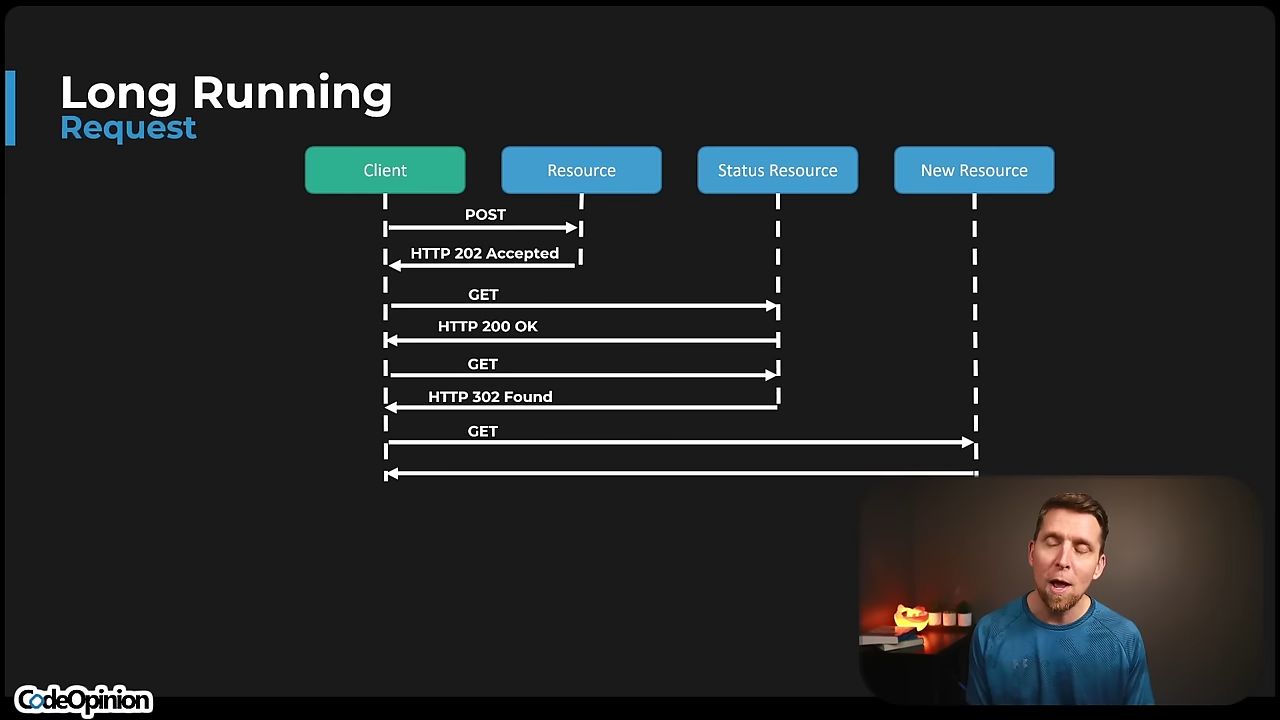 Long Running
Request
Client
Resource
Status Resource
New Resource
POST
HTTP 202 Accepted
GET
HTTP 200 OK
GET
HTTP 302 Found
GET
CodeOpinion